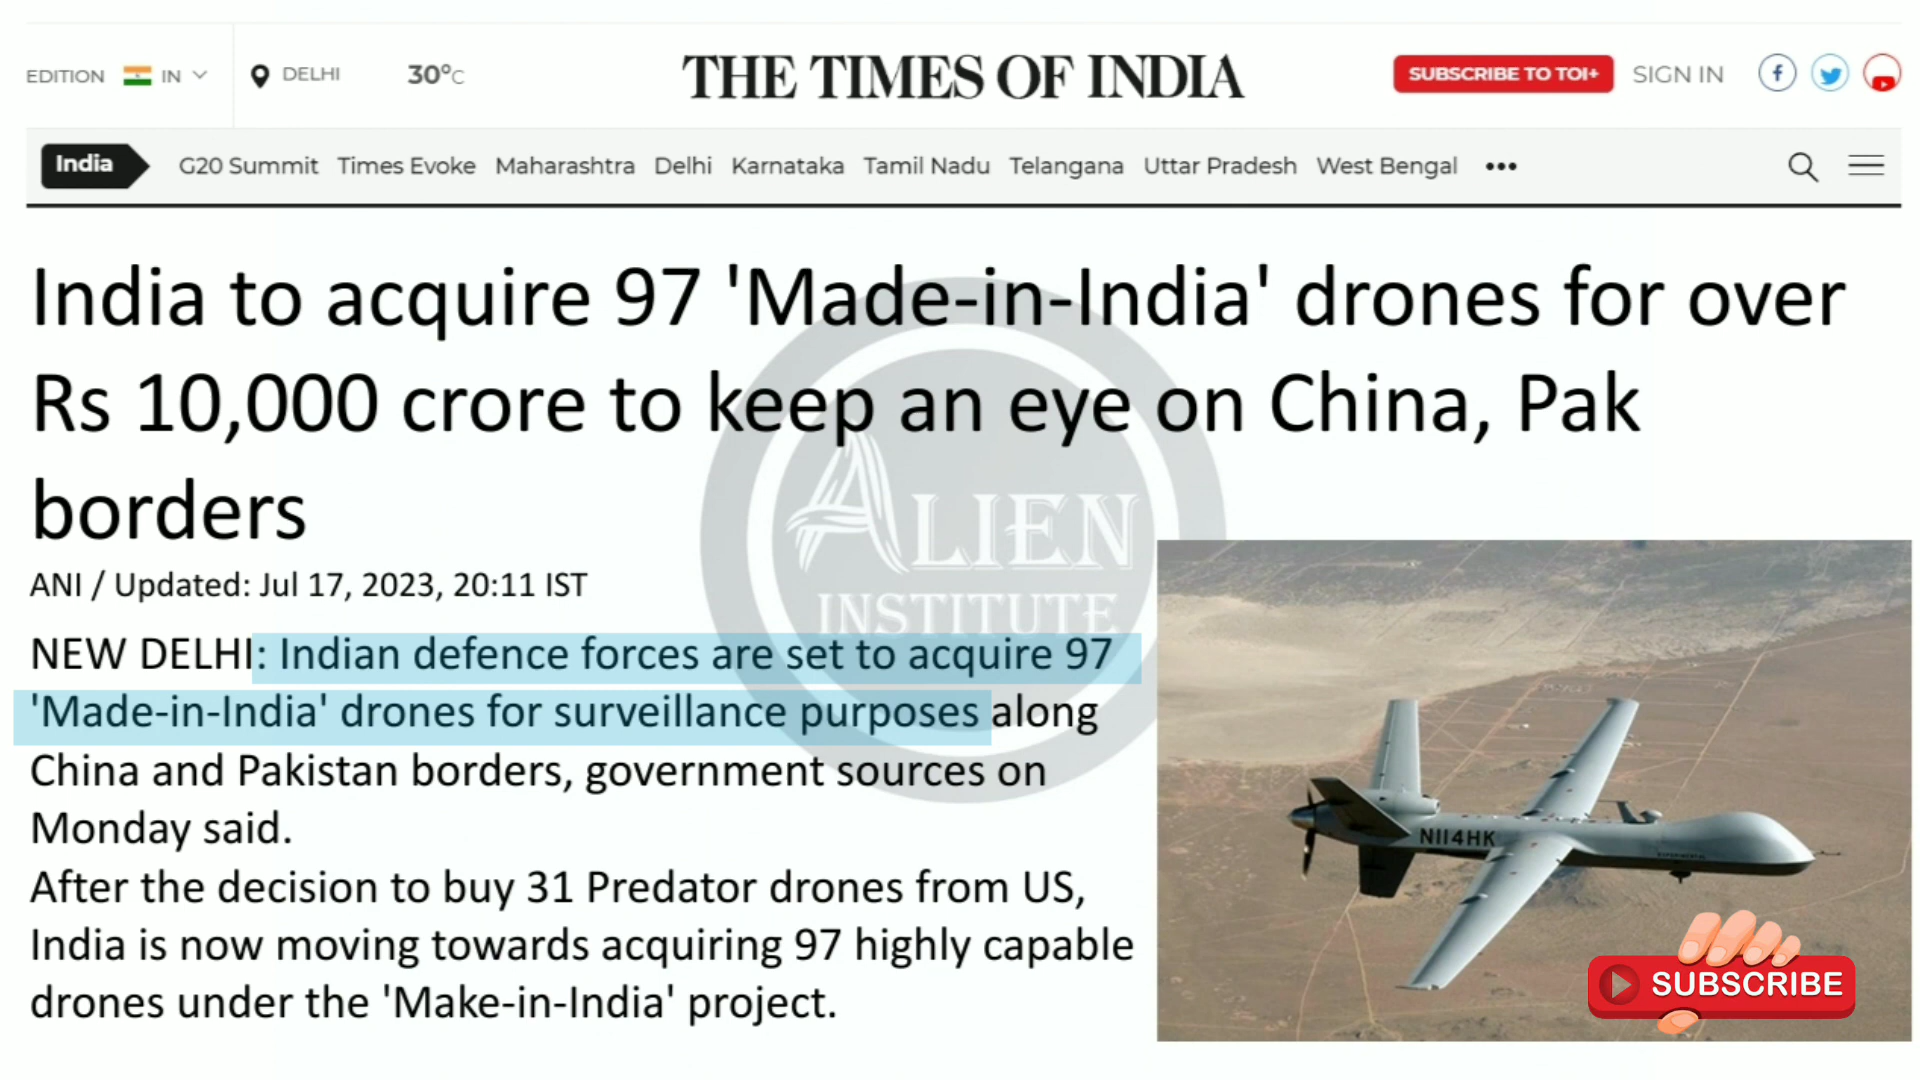 EDITION IN DELHI 30°C THE TIMES OF INDIA SUBSCRIBE TO TOI+ SIGN IN
India G20 Summit Times Evoke Maharashtra Delhi Karnataka Tamil Nadu Telangana Uttar Pradesh West Bengal •••
India to acquire 97 'Made-in-India' drones for over
Rs 10,000 crore to keep an eye on China, Pak
borders
ALIEN
INSTITUTE
ANI / Updated: Jul 17, 2023, 20:11 IST
NEW DELHI: Indian defence forces are set to acquire 97
'Made-in-India' drones for surveillance purposes along
China and Pakistan borders, government sources on
Monday said.
After the decision to buy 31 Predator drones from US,
India is now moving towards acquiring 97 highly capable
drones under the 'Make-in-India' project.
N114HK
SUBSCRIBE